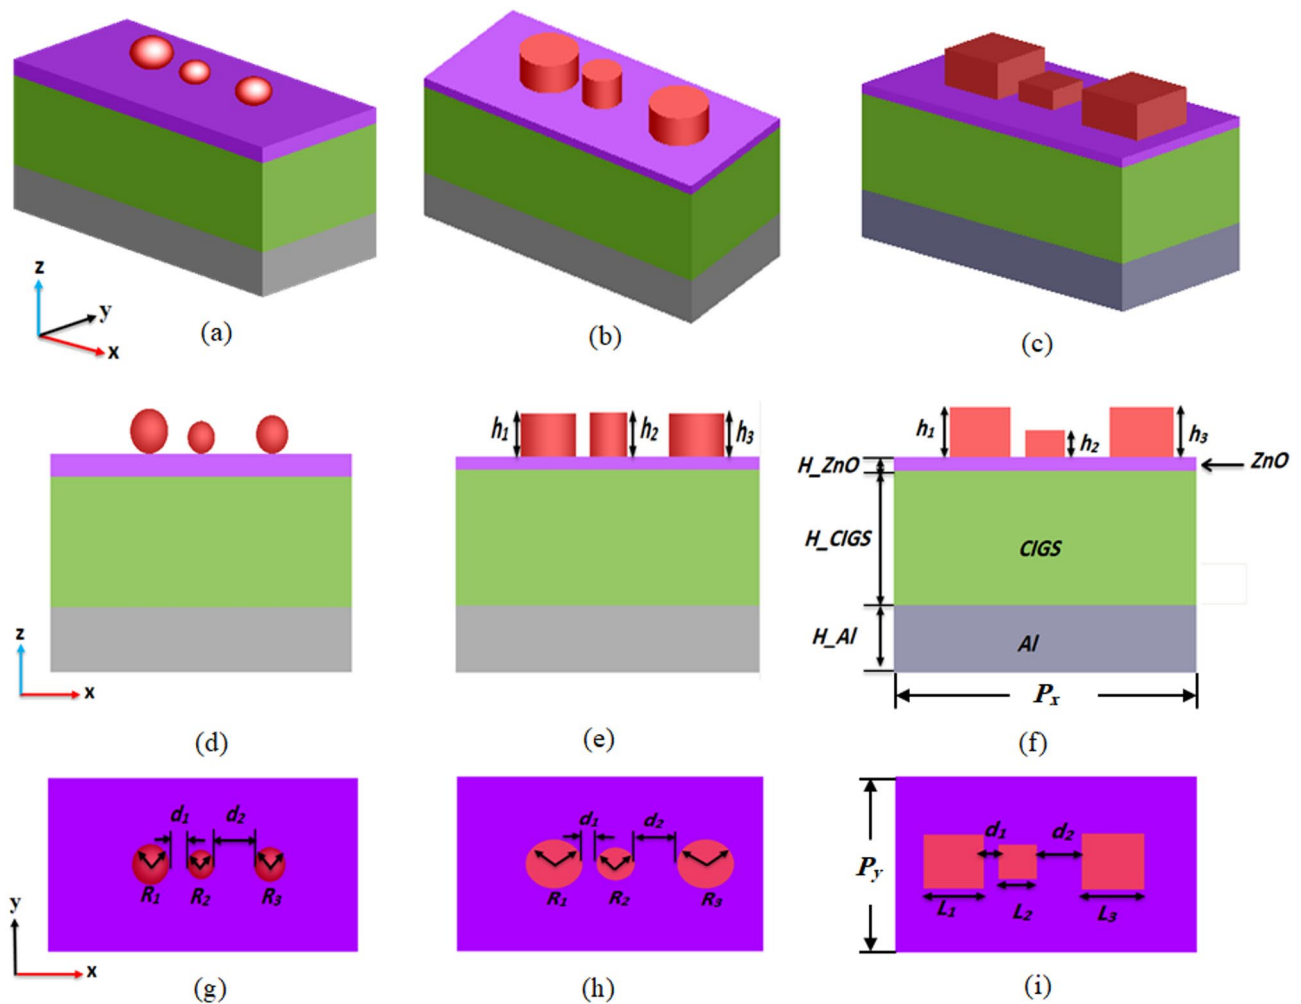 z
y
x
(a)
(b)
(c)
h₁
h₂
h₃
h₁
h₂
h₃
H_ZnO
ZnO
H_CIGS
CIGS
H_Al
Al
z
x
Pₓ
(d)
(e)
(f)
d₁
d₂
R₁
R₂
R₃
d₁
d₂
R₁
R₂
R₃
d₁
d₂
P_y
L₁
L₂
L₃
y
x
(g)
(h)
(i)